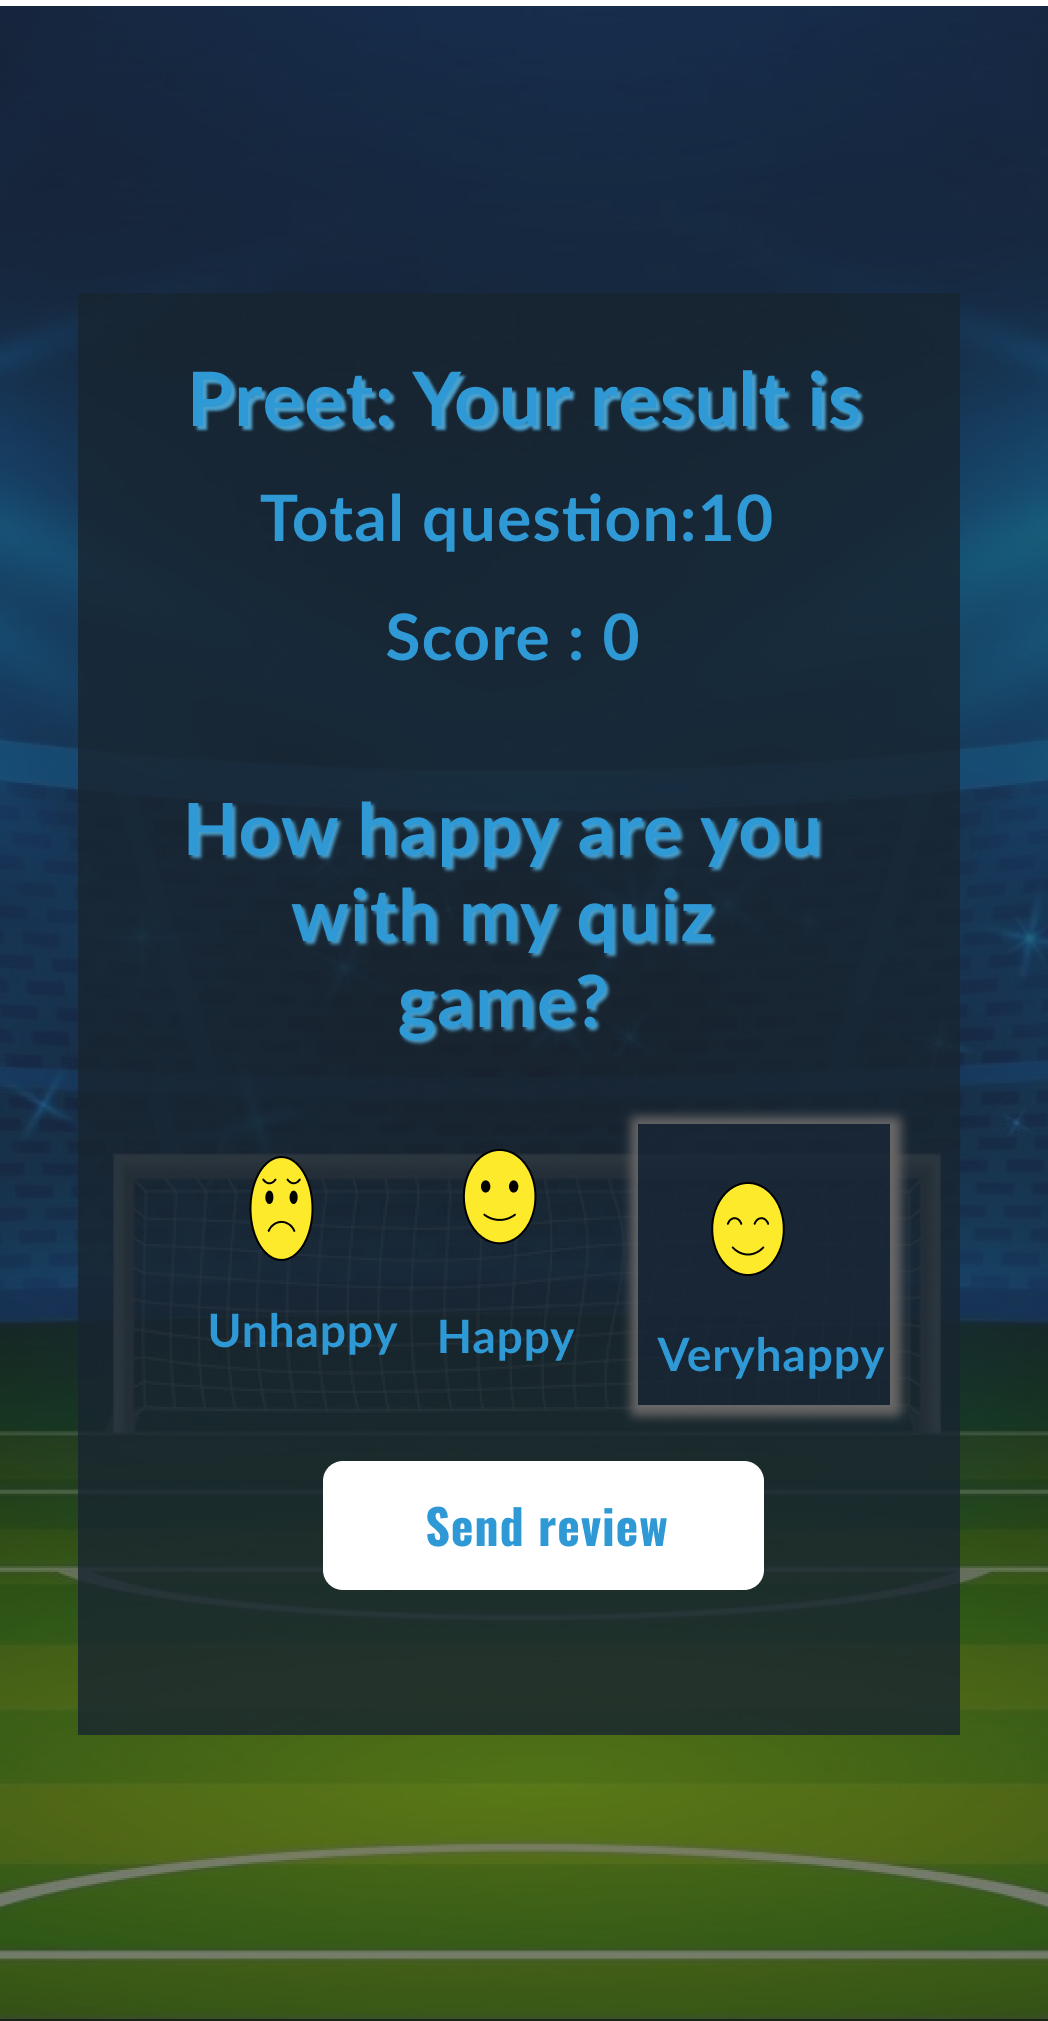 Preet: Your result is
Total question:10
Score : 0
How happy are you
with my quiz
game?
Unhappy
Happy
Veryhappy
Send review